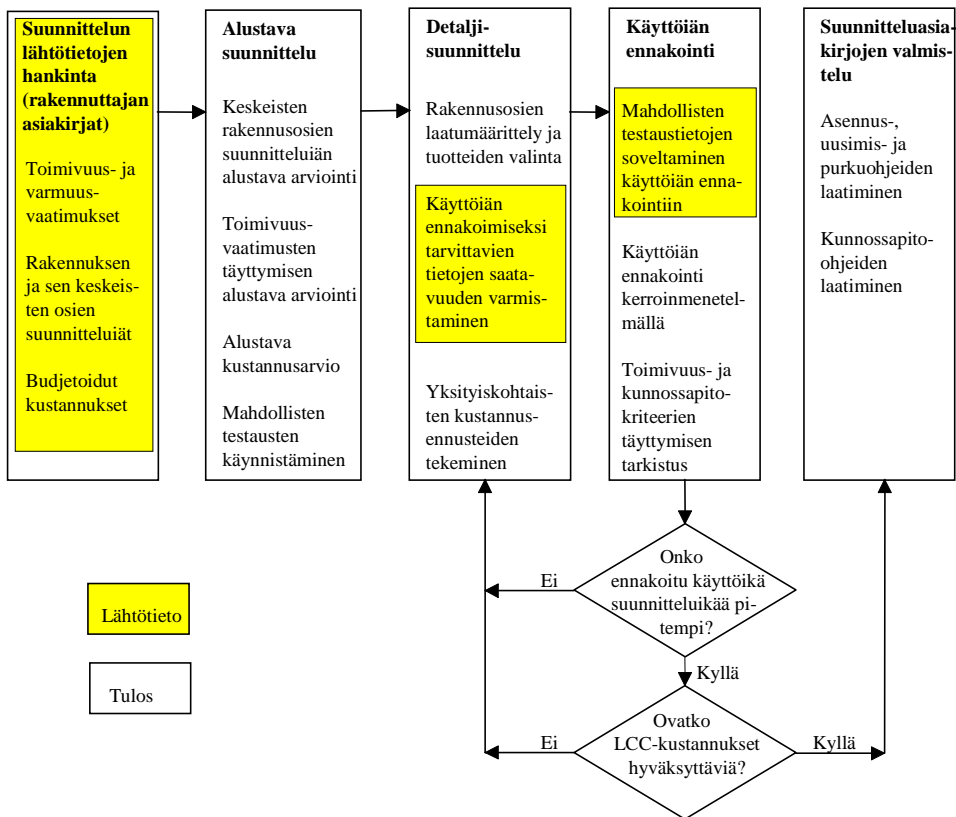 Suunnittelun
lähtötietojen
hankinta
(rakennuttajan
asiakirjat)
Toimivuus- ja
varmuus-
vaatimukset
Rakennuksen
ja sen keskeis-
ten osien
suunnitteluiät
Budjetoidut
kustannukset
Alustava
suunnittelu
Keskeisten
rakennusosien
suunnitteluiän
alustava arviointi
Toimivuus-
vaatimusten
täyttymisen
alustava arviointi
Alustava
kustannusarvio
Mahdollisten
testausten
käynnistäminen
Detalji-
suunnittelu
Rakennusosien
laatumäärittely ja
tuotteiden valinta
Käyttöiän
ennakoimiseksi
tarvittavien
tietojen saata-
vuuden varmis-
taminen
Yksityiskohtais-
ten kustannus-
ennusteiden
tekeminen
Käyttöiän
ennakointi
Mahdollisten
testaustietojen
soveltaminen
käyttöiän enna-
kointiin
Käyttöiän
ennakointi
kerroinmenetel-
mällä
Toimivuus- ja
kunnossapito-
kriteerien
täyttymisen
tarkistus
Suunnitteluasia-
kirjojen valmis-
telu
Asennus-,
uusimis- ja
purkuohjeiden
laatiminen
Kunnossapito-
ohjeiden
laatiminen
Onko
ennakoitu käyttöikä
suunnitteluikää pi-
tempi?
Ei
Kyllä
Ovatko
LCC-kustannukset
hyväksyttäviä?
Ei
Kyllä
Lähtötieto
Tulos